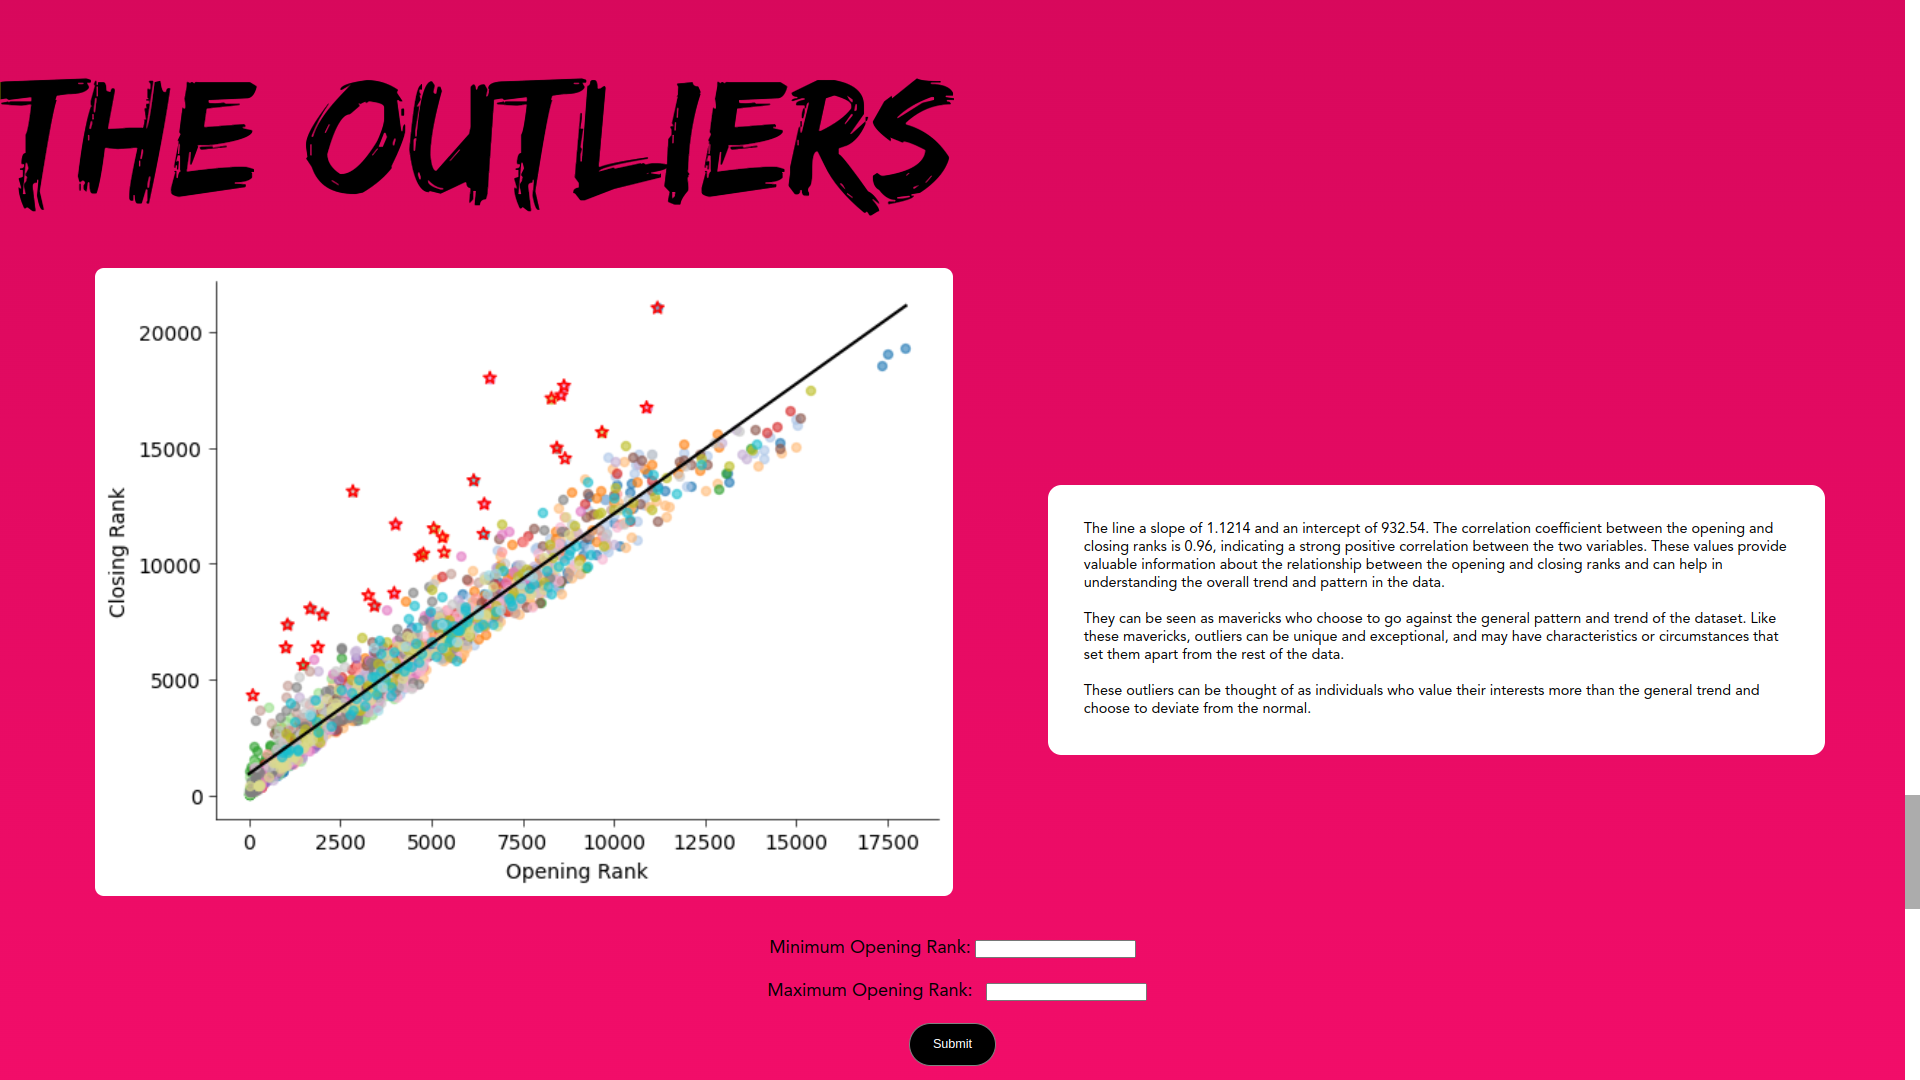 THE OUTLIERS
20000
15000
10000
5000
0
Closing Rank
0 2500 5000 7500 10000 12500 15000 17500
Opening Rank
The line a slope of 1.1214 and an intercept of 932.54. The correlation coefficient between the opening and
closing ranks is 0.96, indicating a strong positive correlation between the two variables. These values provide
valuable information about the relationship between the opening and closing ranks and can help in
understanding the overall trend and pattern in the data.
They can be seen as mavericks who choose to go against the general pattern and trend of the dataset. Like
these mavericks, outliers can be unique and exceptional, and may have characteristics or circumstances that
set them apart from the rest of the data.
These outliers can be thought of as individuals who value their interests more than the general trend and
choose to deviate from the normal.
Minimum Opening Rank:
Maximum Opening Rank:
Submit